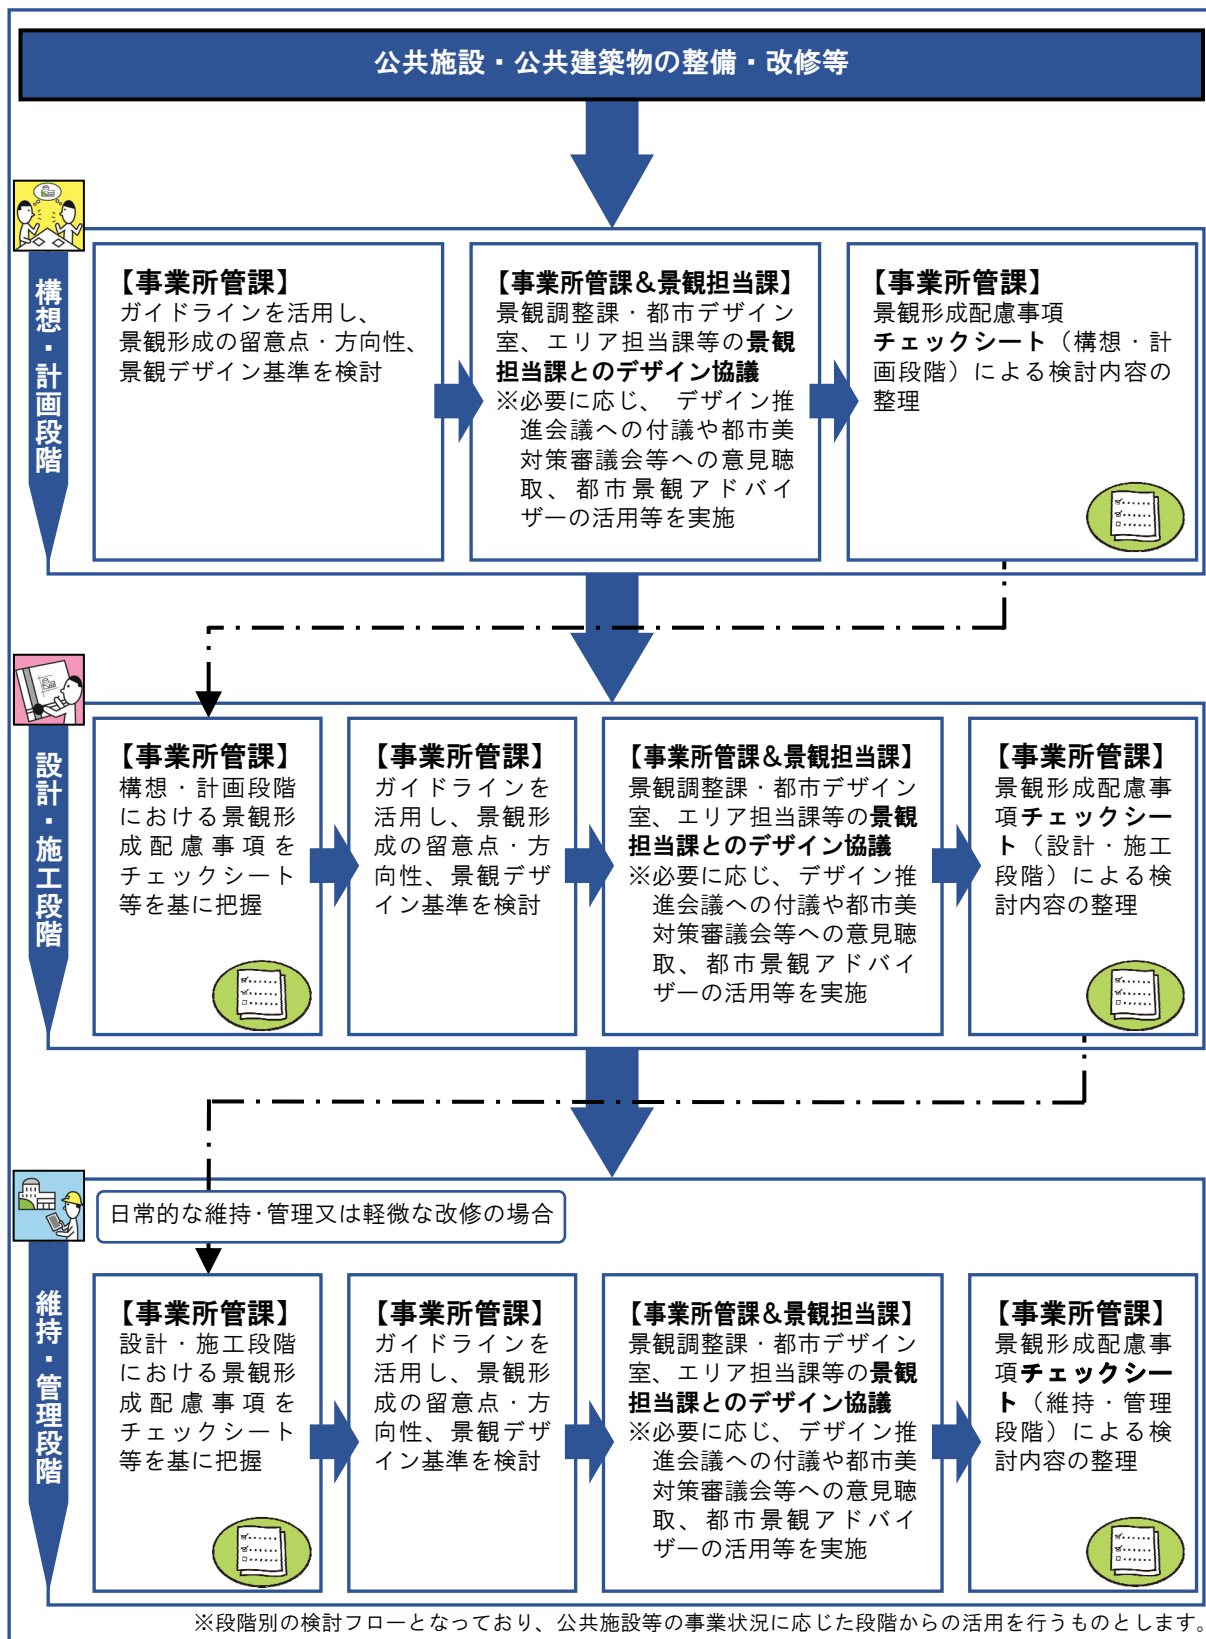 公共施設・公共建築物の整備・改修等
構想・計画段階
【事業所管課】
ガイドラインを活用し、
景観形成の留意点・方向性、
景観デザイン基準を検討
【事業所管課＆景観担当課】
景観調整課・都市デザイン
室、エリア担当課等の景観
担当課とのデザイン協議
※必要に応じ、 デザイン推
進会議への付議や都市美
対策審議会等への意見聴
取、都市景観アドバイ
ザーの活用等を実施
【事業所管課】
景観形成配慮事項
チェックシート（構想・計
画段階）による検討内容の
整理
設計・施工段階
【事業所管課】
構想・計画段階
における景観形
成配慮事項を
チェックシート
等を基に把握
【事業所管課】
ガイドラインを
活用し、景観形
成の留意点・方
向性、景観デザ
イン基準を検討
【事業所管課＆景観担当課】
景観調整課・都市デザイン
室、エリア担当課等の景観
担当課とのデザイン協議
※必要に応じ、デザイン推
進会議への付議や都市美
対策審議会等への意見聴
取、都市景観アドバイ
ザーの活用等を実施
【事業所管課】
景観形成配慮事
項チェックシー
ト（設計・施工
段階）による検
討内容の整理
維持・管理段階
日常的な維持・管理又は軽微な改修の場合
【事業所管課】
設計・施工段階
における景観形
成配慮事項を
チェックシート
等を基に把握
【事業所管課】
ガイドラインを
活用し、景観形
成の留意点・方
向性、景観デザ
イン基準を検討
【事業所管課＆景観担当課】
景観調整課・都市デザイン
室、エリア担当課等の景観
担当課とのデザイン協議
※必要に応じ、デザイン推
進会議への付議や都市美
対策審議会等への意見聴
取、都市景観アドバイ
ザーの活用等を実施
【事業所管課】
景観形成配慮事
項チェックシー
ト（維持・管理
段階）による検
討内容の整理
※段階別の検討フローとなっており、公共施設等の事業状況に応じた段階からの活用を行うものとします。